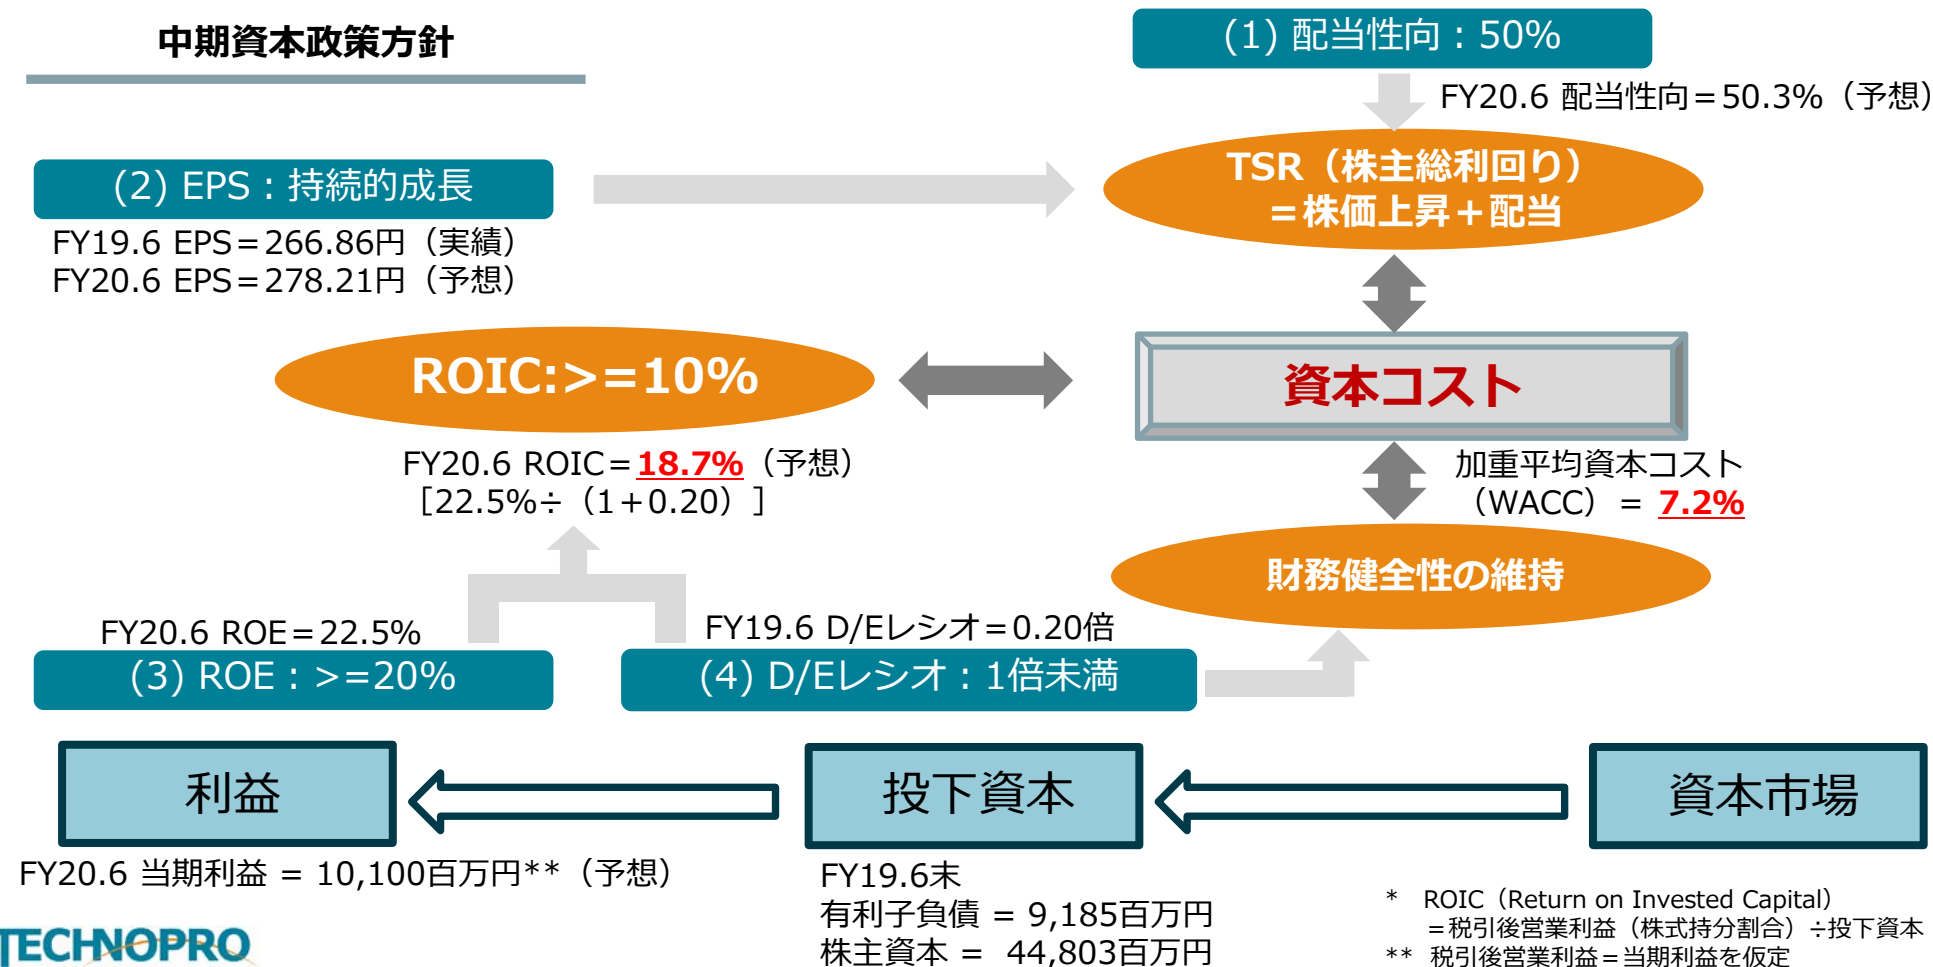 中期資本政策方針
(1) 配当性向：50%
FY20.6 配当性向＝50.3%（予想）
TSR（株主総利回り）
＝株価上昇＋配当
(2) EPS：持続的成長
FY19.6 EPS＝266.86円（実績）
FY20.6 EPS＝278.21円（予想）
ROIC:>=10%
資本コスト
FY20.6 ROIC＝18.7%（予想）
［22.5%÷（1＋0.20）］
加重平均資本コスト
（WACC）＝ 7.2%
財務健全性の維持
FY20.6 ROE＝22.5%
(3) ROE：>=20%
FY19.6 D/Eレシオ＝0.20倍
(4) D/Eレシオ：1倍未満
利益
投下資本
資本市場
FY20.6 当期利益 = 10,100百万円**（予想）
FY19.6末
有利子負債 = 9,185百万円
株主資本 = 44,803百万円
* ROIC（Return on Invested Capital）
＝税引後営業利益（株式持分割合）÷投下資本
** 税引後営業利益＝当期利益を仮定
TECHNOPRO